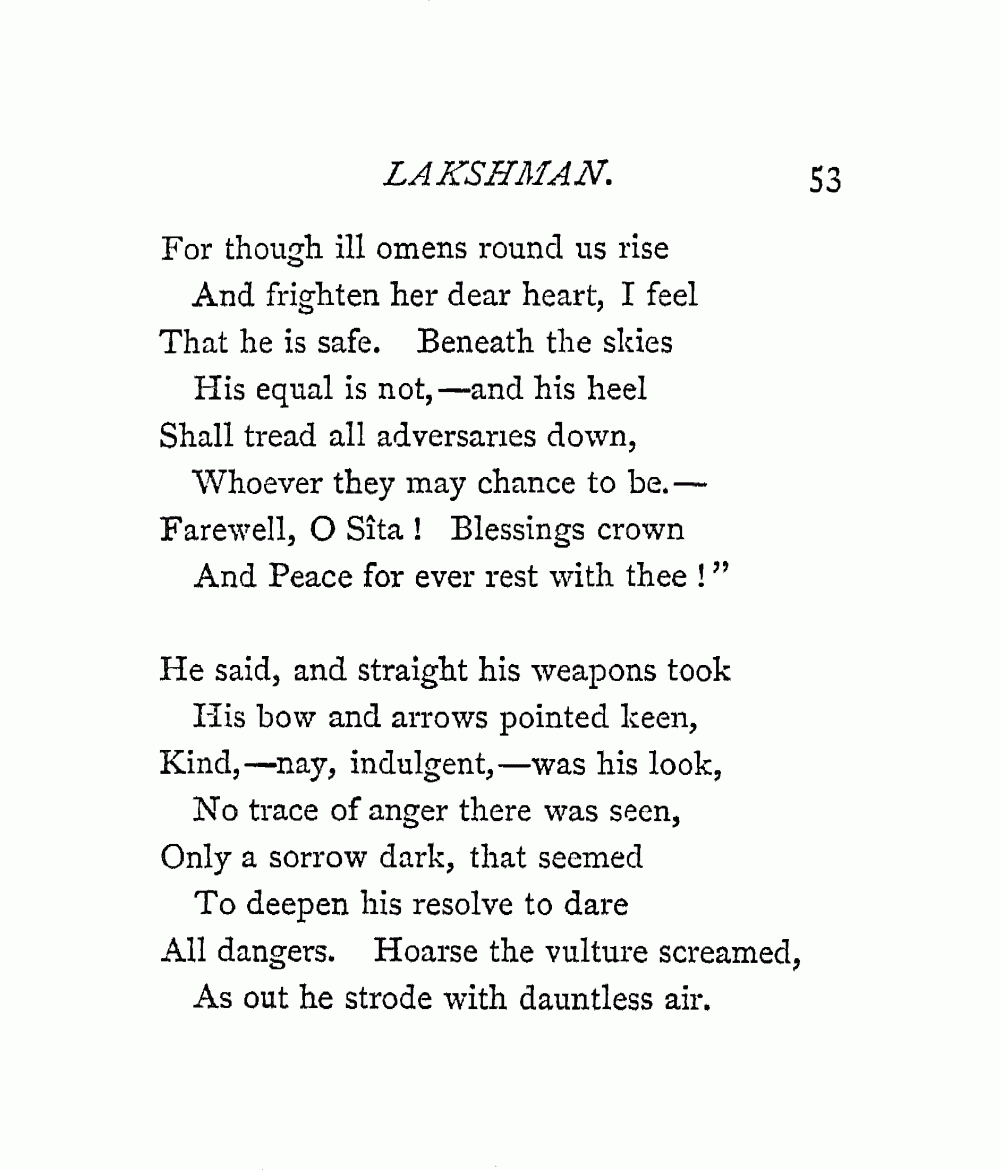 LAKSHMAN. 53
For though ill omens round us rise
And frighten her dear heart, I feel
That he is safe. Beneath the skies
His equal is not,—and his heel
Shall tread all adversaries down,
Whoever they may chance to be.—
Farewell, O Sîta ! Blessings crown
And Peace for ever rest with thee !”
He said, and straight his weapons took
His bow and arrows pointed keen,
Kind,—nay, indulgent,—was his look,
No trace of anger there was seen,
Only a sorrow dark, that seemed
To deepen his resolve to dare
All dangers. Hoarse the vulture screamed,
As out he strode with dauntless air.